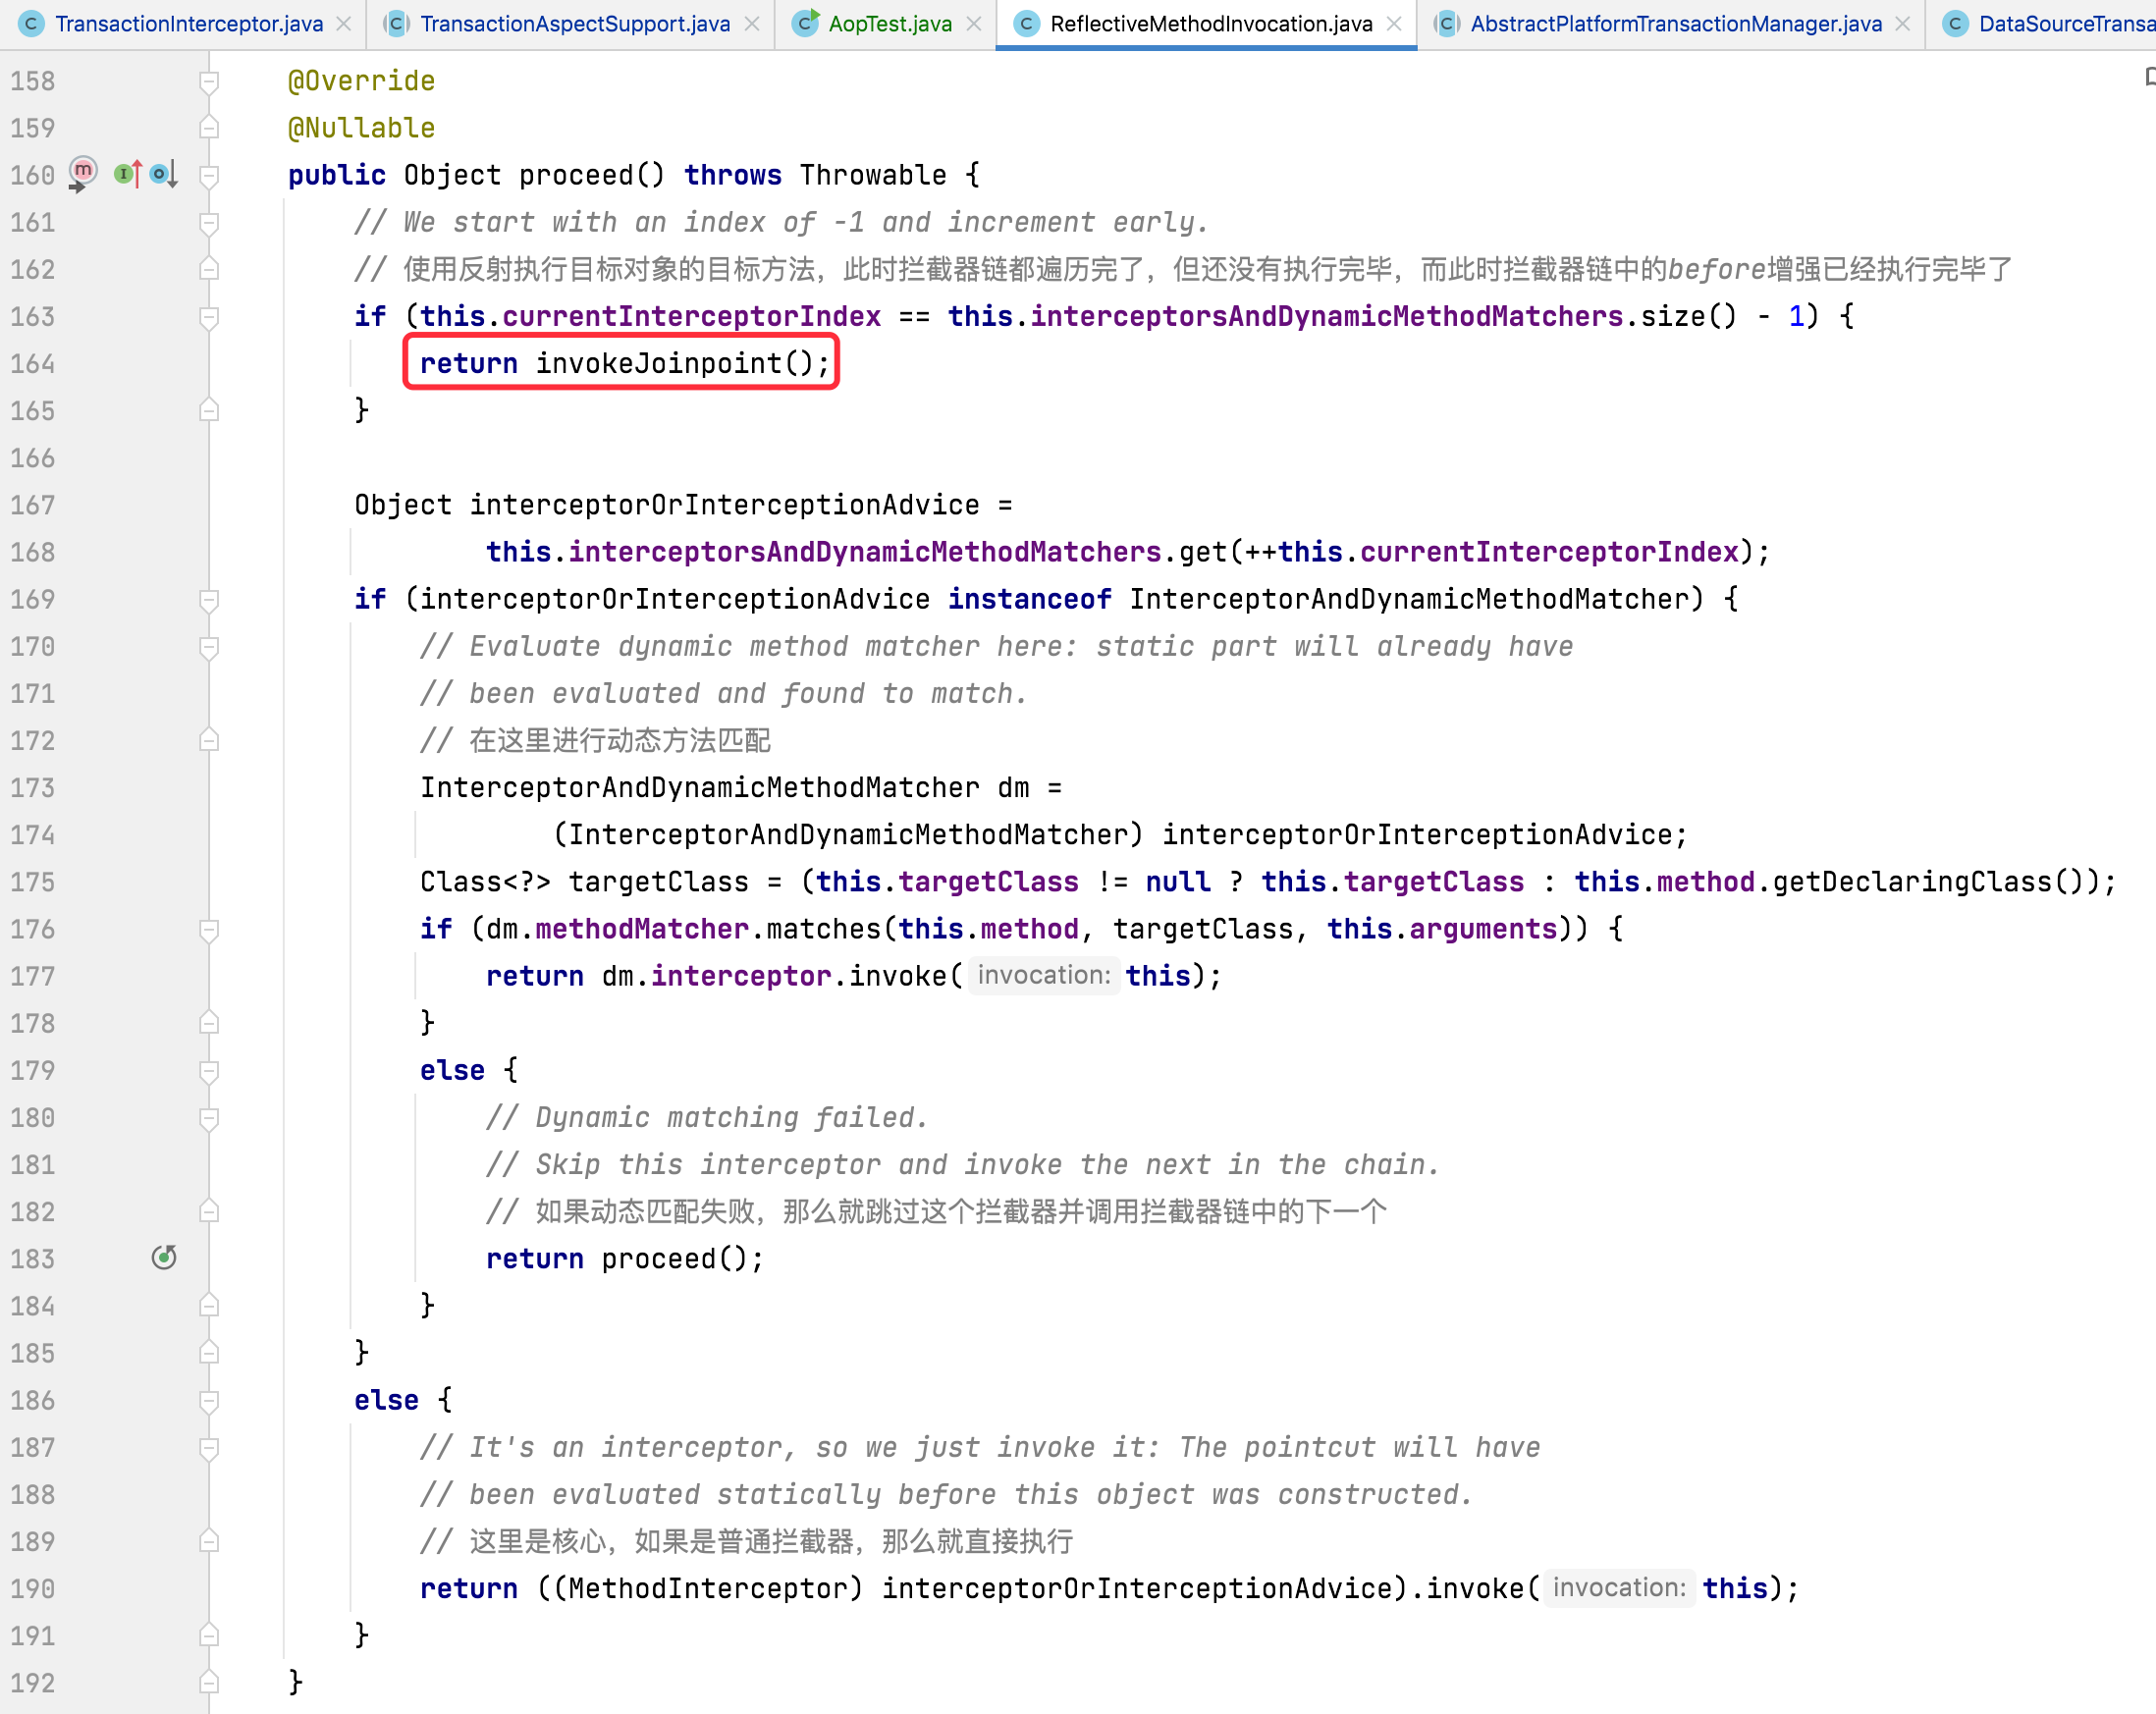 TransactionInterceptor.java TransactionAspectSupport.java AopTest.java ReflectiveMethodInvocation.java AbstractPlatformTransactionManager.java DataSourceTransa
158 @Override
159 @Nullable
160 public Object proceed() throws Throwable {
161 // We start with an index of -1 and increment early.
162 // 使用反射执行目标对象的目标方法，此时拦截器链都遍历完了，但还没有执行完毕，而此时拦截器链中的before增强已经执行完毕了
163 if (this.currentInterceptorIndex == this.interceptorsAndDynamicMethodMatchers.size() - 1) {
164 return invokeJoinpoint();
165 }
166
167 Object interceptorOrInterceptionAdvice =
168 this.interceptorsAndDynamicMethodMatchers.get(++this.currentInterceptorIndex);
169 if (interceptorOrInterceptionAdvice instanceof InterceptorAndDynamicMethodMatcher) {
170 // Evaluate dynamic method matcher here: static part will already have
171 // been evaluated and found to match.
172 // 在这里进行动态方法匹配
173 InterceptorAndDynamicMethodMatcher dm =
174 (InterceptorAndDynamicMethodMatcher) interceptorOrInterceptionAdvice;
175 Class<?> targetClass = (this.targetClass != null ? this.targetClass : this.method.getDeclaringClass());
176 if (dm.methodMatcher.matches(this.method, targetClass, this.arguments)) {
177 return dm.interceptor.invoke( invocation: this);
178 }
179 else {
180 // Dynamic matching failed.
181 // Skip this interceptor and invoke the next in the chain.
182 // 如果动态匹配失败，那么就跳过这个拦截器并调用拦截器链中的下一个
183 return proceed();
184 }
185 }
186 else {
187 // It's an interceptor, so we just invoke it: The pointcut will have
188 // been evaluated statically before this object was constructed.
189 // 这里是核心，如果是普通拦截器，那么就直接执行
190 return ((MethodInterceptor) interceptorOrInterceptionAdvice).invoke( invocation: this);
191 }
192 }